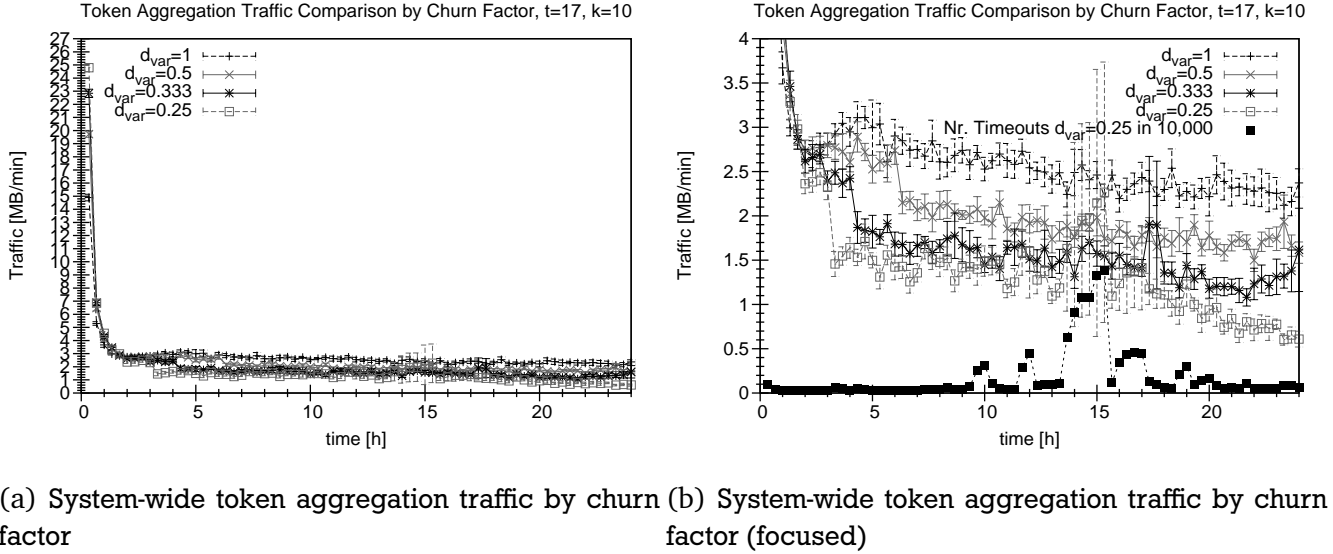 Token Aggregation Traffic Comparison by Churn Factor, t=17, k=10
Traffic [MB/min]
27
26
25
24
23
22
21
20
19
18
17
16
15
14
13
12
11
10
9
8
7
6
5
4
3
2
1
0
d_var=1
d_var=0.5
d_var=0.333
d_var=0.25
0 5 10 15 20
time [h]
(a) System-wide token aggregation traffic by churn
factor
Token Aggregation Traffic Comparison by Churn Factor, t=17, k=10
Traffic [MB/min]
4
3.5
3
2.5
2
1.5
1
0.5
0
d_var=1
d_var=0.5
d_var=0.333
d_var=0.25
Nr. Timeouts d_var=0.25 in 10,000
0 5 10 15 20
time [h]
(b) System-wide token aggregation traffic by churn
factor (focused)